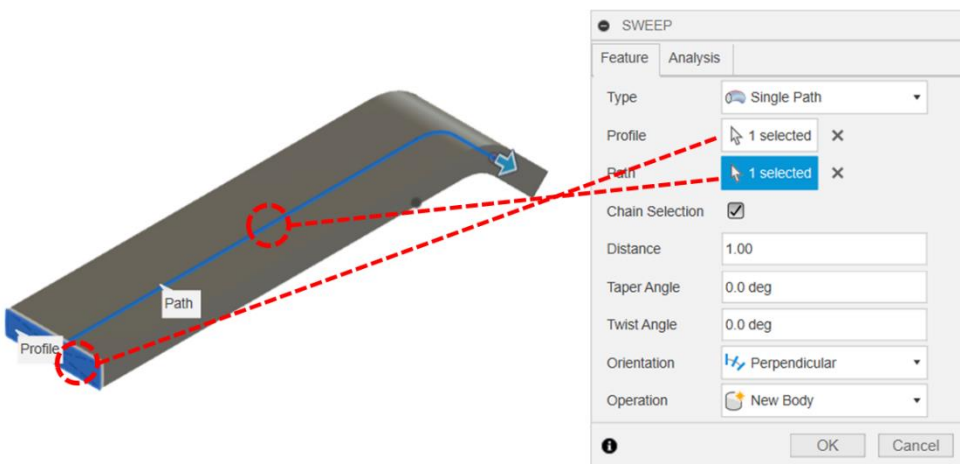 SWEEP
Feature Analysis
Type Single Path
Profile 1 selected
Path 1 selected
Chain Selection
Distance 1.00
Taper Angle 0.0 deg
Twist Angle 0.0 deg
Orientation Perpendicular
Operation New Body
OK Cancel
Path
Profile